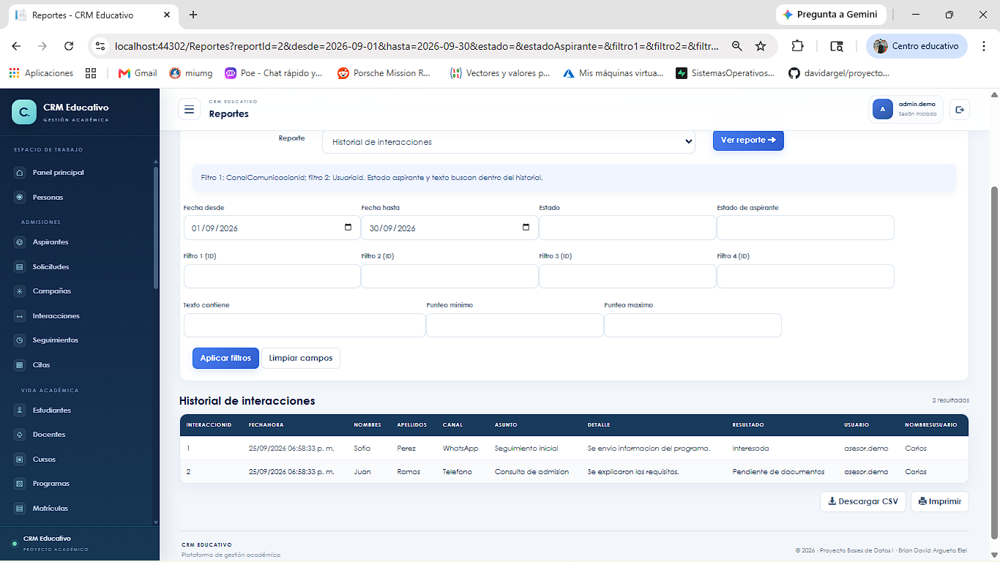 Reportes - CRM Educativo
Pregunta a Gemini
localhost:44302/Reportes?reportId=2&desde=2026-09-01&hasta=2026-09-30&estado=&estadoAspirante=&filtro1=&filtro2=&filtr...
Centro educativo
Aplicaciones
Gmail
miumg
Poe - Chat rápido y...
Porsche Mission R...
Vectores y valores p...
Mis máquinas virtua...
SistemasOperativos...
davidargel/proyecto...
C.
CRM Educativo
GESTIÓN ACADÉMICA
ESPACIO DE TRABAJO
Panel principal
Personas
ADMISIONES
Aspirantes
Solicitudes
Campañas
Interacciones
Seguimientos
Citas
VIDA ACADÉMICA
Estudiantes
Docentes
Cursos
Programas
Matrículas
CRM Educativo
PROYECTO ACADÉMICO
CRM EDUCATIVO
Reportes
A
admin.demo
Sesión iniciada
Reporte
Historial de interacciones
Ver reporte
Filtro 1: CanalComunicacionId; filtro 2: UsuarioId. Estado aspirante y texto buscan dentro del historial.
Fecha desde Fecha hasta Estado Estado de aspirante
01/09/2026 30/09/2026
Filtro 1 (ID) Filtro 2 (ID) Filtro 3 (ID) Filtro 4 (ID)
Texto contiene Punteo minimo Punteo maximo
Aplicar filtros Limpiar campos
Historial de interacciones
2 resultados
INTERACCIONID FECHAHORA NOMBRES APELLIDOS CANAL ASUNTO DETALLE RESULTADO USUARIO NOMBRESUSUARIO
1 25/09/2026 06:58:33 p. m. Sofia Perez WhatsApp Seguimiento inicial Se envio informacion del programa. Interesada asesor.demo Carlos
2 25/09/2026 06:58:33 p. m. Juan Ramos Telefono Consulta de admision Se explicaron los requisitos. Pendiente de documentos asesor.demo Carlos
Descargar CSV Imprimir
CRM EDUCATIVO
Plataforma de gestión académica
© 2026 · Proyecto Bases de Datos I · Brian David Argueta Elel